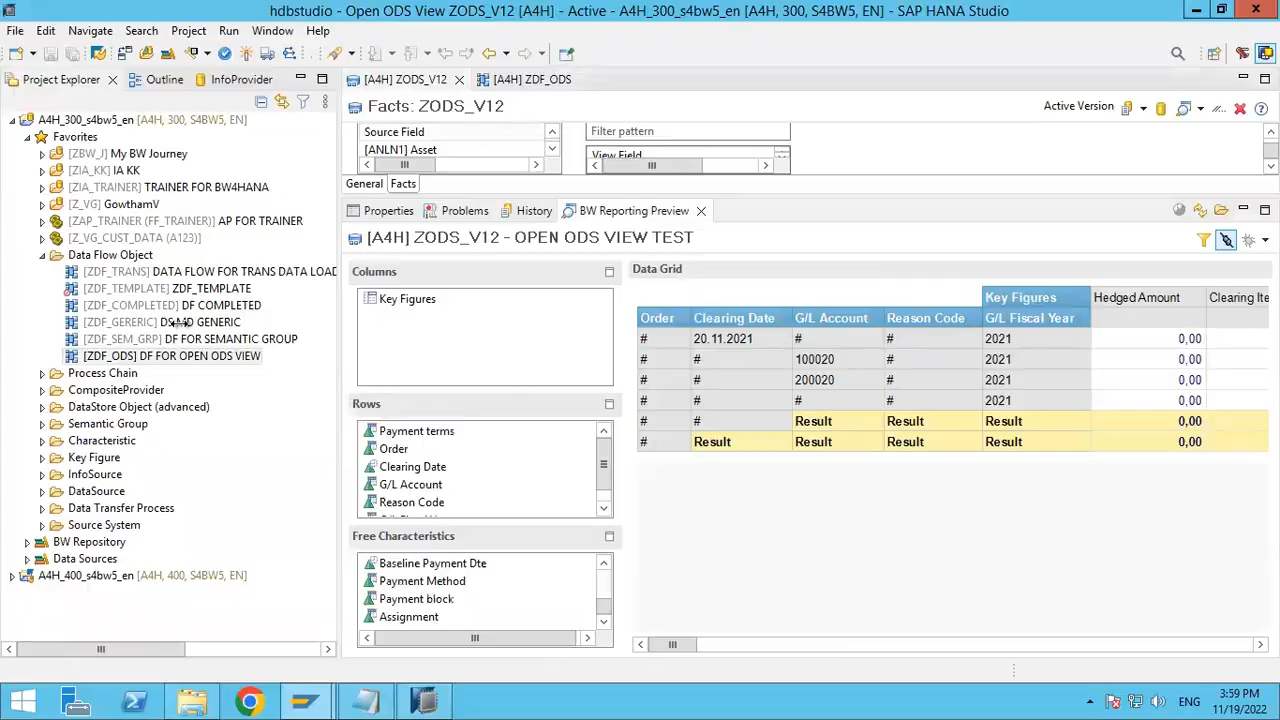 hdbstudio - Open ODS View ZODS_V12 [A4H] - Active - A4H_300_s4bw5_en [A4H, 300, S4BW5, EN] - SAP HANA Studio
File Edit Navigate Search Project Run Window Help
Project Explorer Outline InfoProvider
A4H_300_s4bw5_en [A4H, 300, S4BW5, EN]
Favorites
[ZBW_J] My BW Journey
[ZIA_KK] IA KK
[ZIA_TRAINER] TRAINER FOR BW4HANA
[Z_VG] GowthamV
[ZAP_TRAINER] (FF_TRAINER)] AP FOR TRAINER
[Z_VG_CUST_DATA (A123)]
Data Flow Object
[ZDF_TRANS] DATA FLOW FOR TRANS DATA LOAD
[ZDF_TEMPLATE] ZDF_TEMPLATE
[ZDF_COMPLETED] DF COMPLETED
[ZDF_GERERIC] GENERIC
[ZDF_SEM_GRP] DF FOR SEMANTIC GROUP
[ZDF_ODS] DF FOR OPEN ODS VIEW
Process Chain
CompositeProvider
DataStore Object (advanced)
Semantic Group
Characteristic
Key Figure
InfoSource
DataSource
Data Transfer Process
Source System
BW Repository
Data Sources
A4H_400_s4bw5_en [A4H, 400, S4BW5, EN]
[A4H] ZODS_V12 [A4H] ZDF_ODS
Facts: ZODS_V12
Active Version
Source Field
[ANLN1] Asset
Filter pattern
View Field
General Facts
Properties Problems History BW Reporting Preview
[A4H] ZODS_V12 - OPEN ODS VIEW TEST
Columns
Key Figures
Rows
Payment terms
Order
Clearing Date
G/L Account
Reason Code
Free Characteristics
Baseline Payment Dte
Payment Method
Payment block
Assignment
Data Grid
Key Figures Hedged Amount Clearing Ite
Order Clearing Date G/L Account Reason Code G/L Fiscal Year
# 20.11.2021 # # 2021 0,00
# # 100020 # 2021 0,00
# # 200020 # 2021 0,00
# # # # 2021 0,00
# # Result Result Result 0,00
# Result Result Result Result 0,00
ENG
3:59 PM
11/19/2022